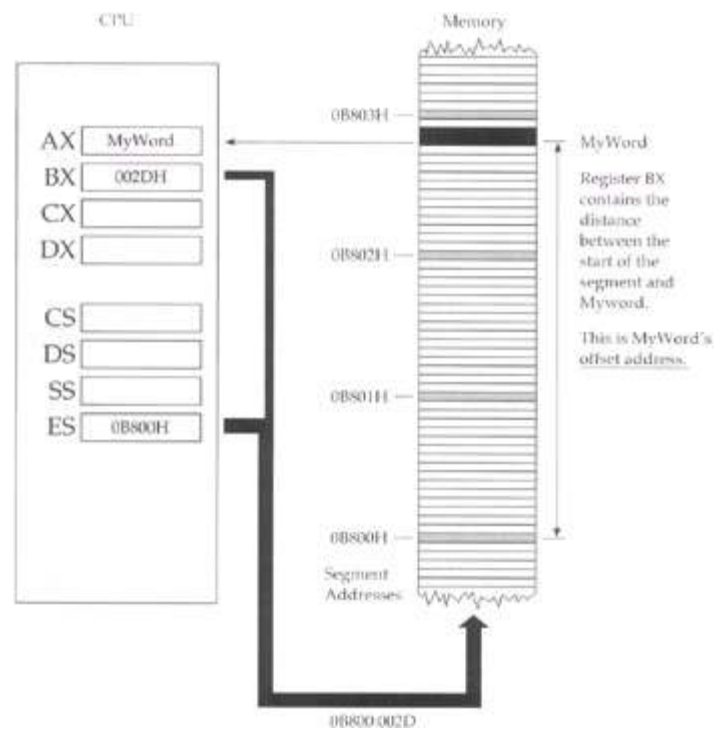 CPU
Memory
0B803H
AX MyWord
MyWord
BX 002DH
Register BX
contains the
distance
between the
start of the
segment and
Myword.
CX
DX
0B802H
This is MyWord's
offset address.
CS
DS
SS
0B801H
ES 0B800H
0B800H
Segment
Addresses
0B800:002D